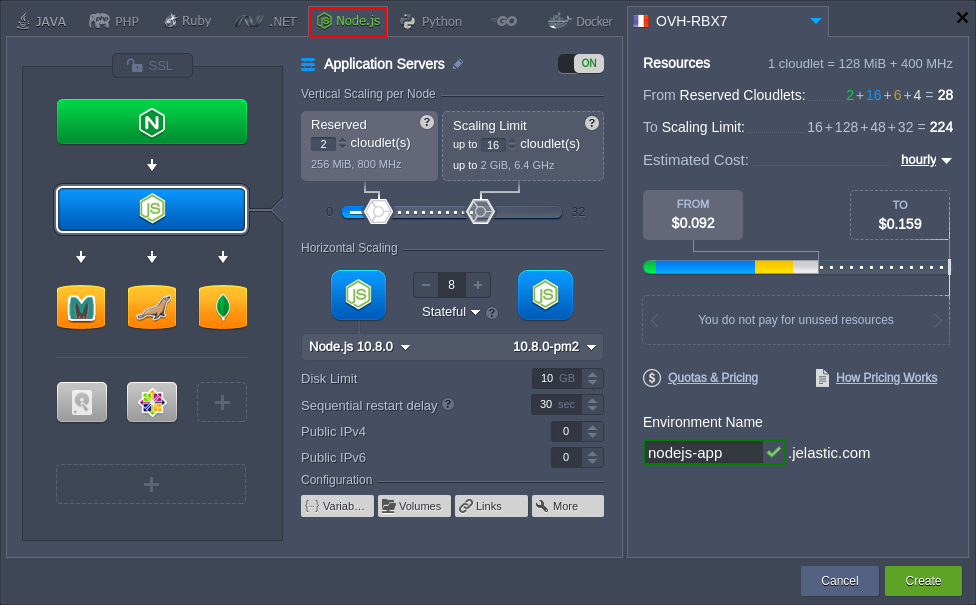 JAVA PHP Ruby .NET Node.js Python GO Docker
OVH-RBX7
SSL
Application Servers
ON
Vertical Scaling per Node
Reserved ?
2 cloudlet(s)
256 MiB, 800 MHz
Scaling Limit ?
up to 16 cloudlet(s)
up to 2 GiB, 6.4 GHz
0 32
Horizontal Scaling
JS − 8 + JS
Stateful ?
Node.js 10.8.0 10.8.0-pm2
Disk Limit 10 GB
Sequential restart delay ? 30 sec
Public IPv4 0
Public IPv6 0
Configuration
Variab... Volumes Links More
N
JS
Resources 1 cloudlet = 128 MiB + 400 MHz
From Reserved Cloudlets: 2+16+6+4 = 28
To Scaling Limit: 16+128+48+32 = 224
Estimated Cost: hourly
FROM
$0.092
TO
$0.159
You do not pay for unused resources
$ Quotas & Pricing How Pricing Works
Environment Name
nodejs-app .jelastic.com
Cancel Create